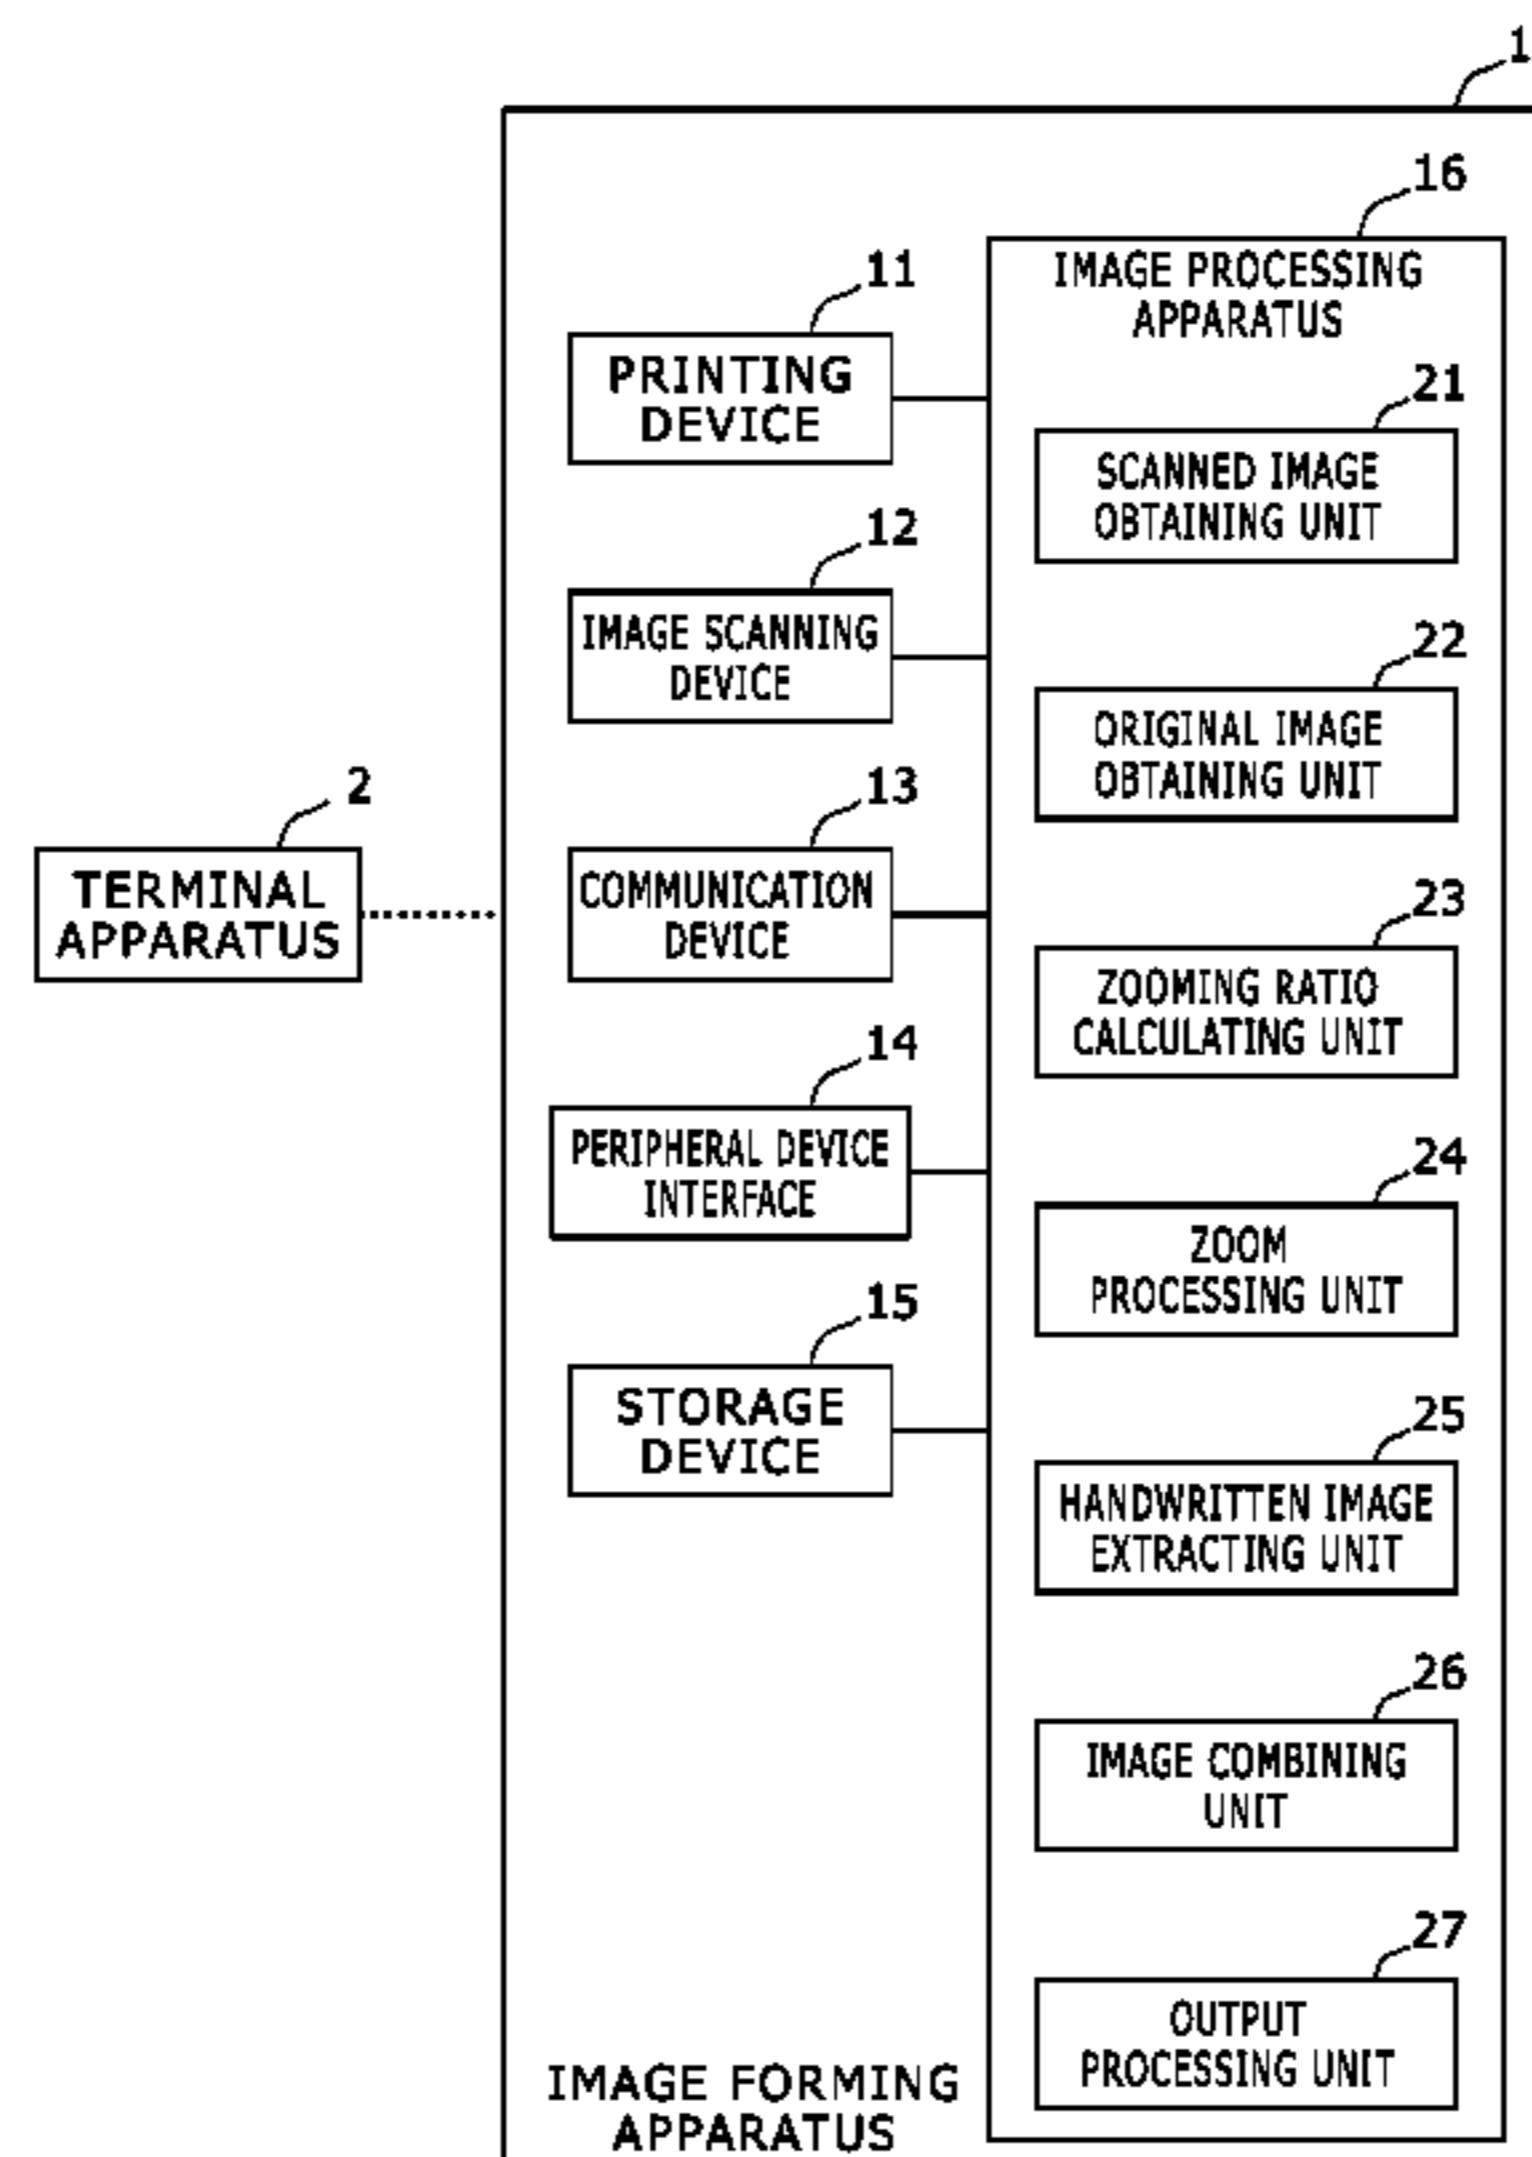 1
16
IMAGE PROCESSING
APPARATUS
11
PRINTING
DEVICE
21
SCANNED IMAGE
OBTAINING UNIT
12
IMAGE SCANNING
DEVICE
22
ORIGINAL IMAGE
OBTAINING UNIT
2
TERMINAL
APPARATUS
13
COMMUNICATION
DEVICE
23
ZOOMING RATIO
CALCULATING UNIT
14
PERIPHERAL DEVICE
INTERFACE
24
ZOOM
PROCESSING UNIT
15
STORAGE
DEVICE
25
HANDWRITTEN IMAGE
EXTRACTING UNIT
26
IMAGE COMBINING
UNIT
27
OUTPUT
PROCESSING UNIT
IMAGE FORMING
APPARATUS